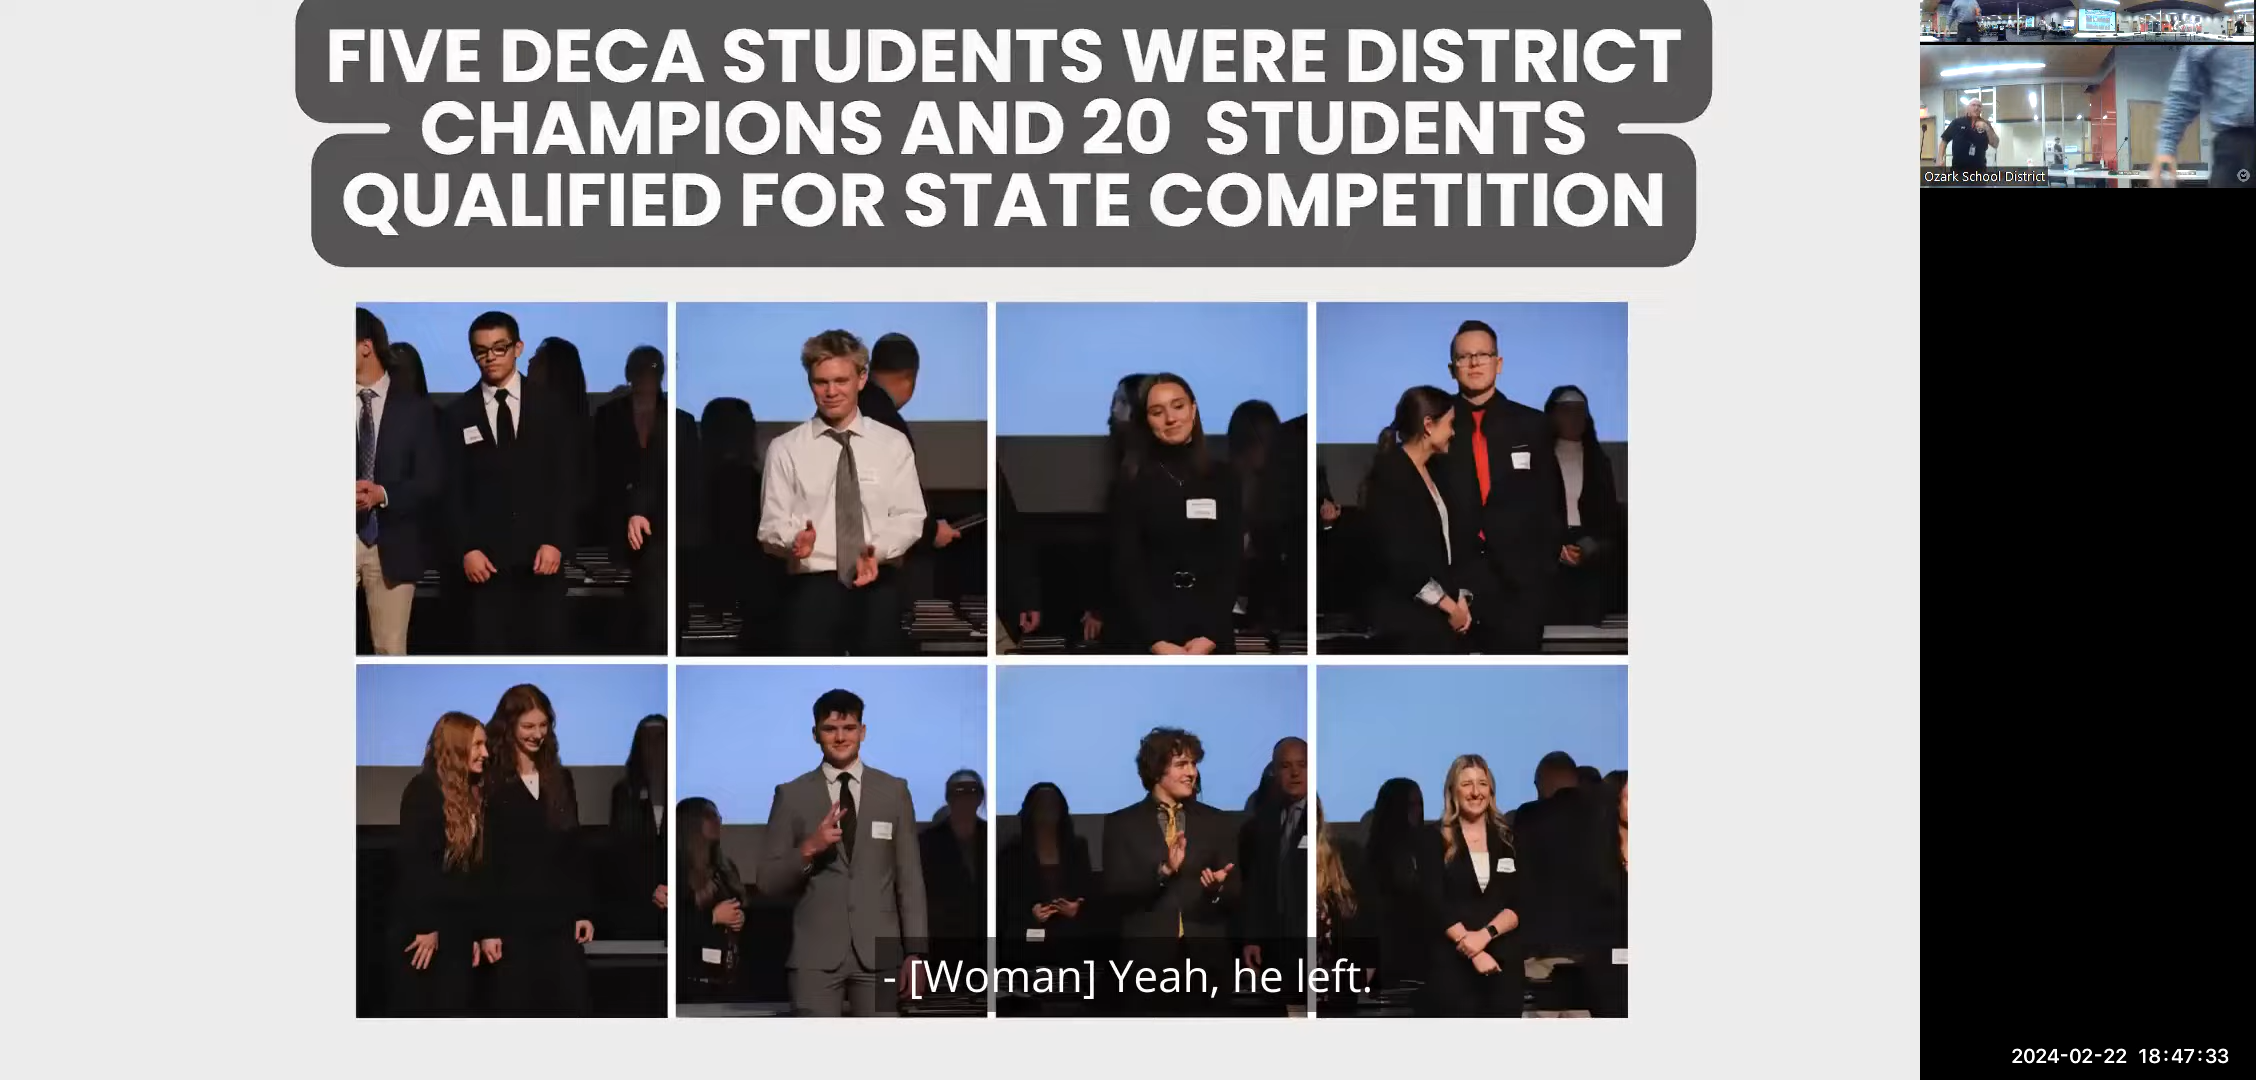 FIVE DECA STUDENTS WERE DISTRICT
CHAMPIONS AND 20 STUDENTS
QUALIFIED FOR STATE COMPETITION
Ozark School District
- [Woman] Yeah, he left.
2024-02-22 18:47:33